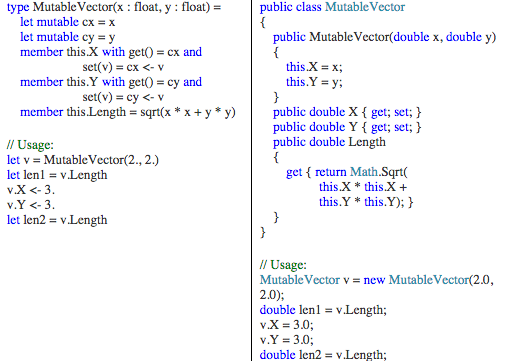 type MutableVector(x : float, y : float) =
let mutable cx = x
let mutable cy = y
member this.X with get() = cx and
set(v) = cx <- v
member this.Y with get() = cy and
set(v) = cy <- v
member this.Length = sqrt(x * x + y * y)
// Usage:
let v = MutableVector(2., 2.)
let len1 = v.Length
v.X <- 3.
v.Y <- 3.
let len2 = v.Length
public class MutableVector
{
public MutableVector(double x, double y)
{
this.X = x;
this.Y = y;
}
public double X { get; set; }
public double Y { get; set; }
public double Length
{
get { return Math.Sqrt(
this.X * this.X +
this.Y * this.Y); }
}
}
// Usage:
MutableVector v = new MutableVector(2.0,
2.0);
double len1 = v.Length;
v.X = 3.0;
v.Y = 3.0;
double len2 = v.Length;